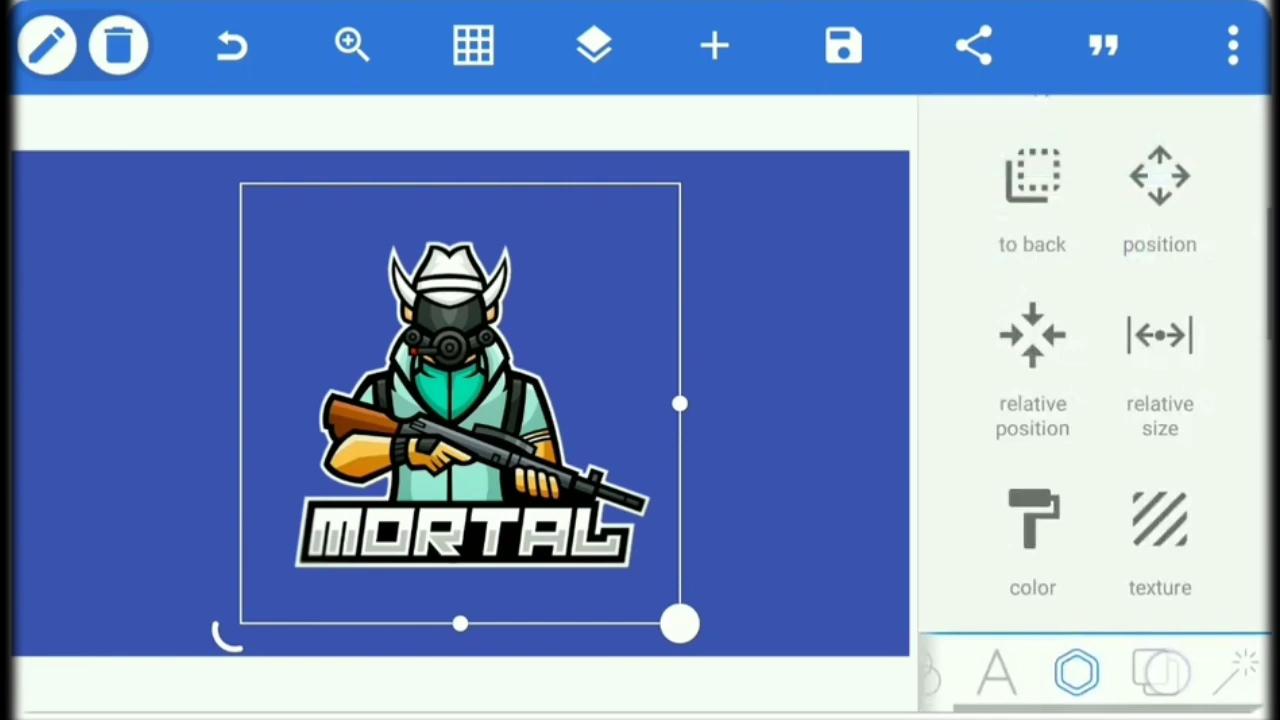 to back
position
relative
position
relative
size
color
texture
MORTAL
A